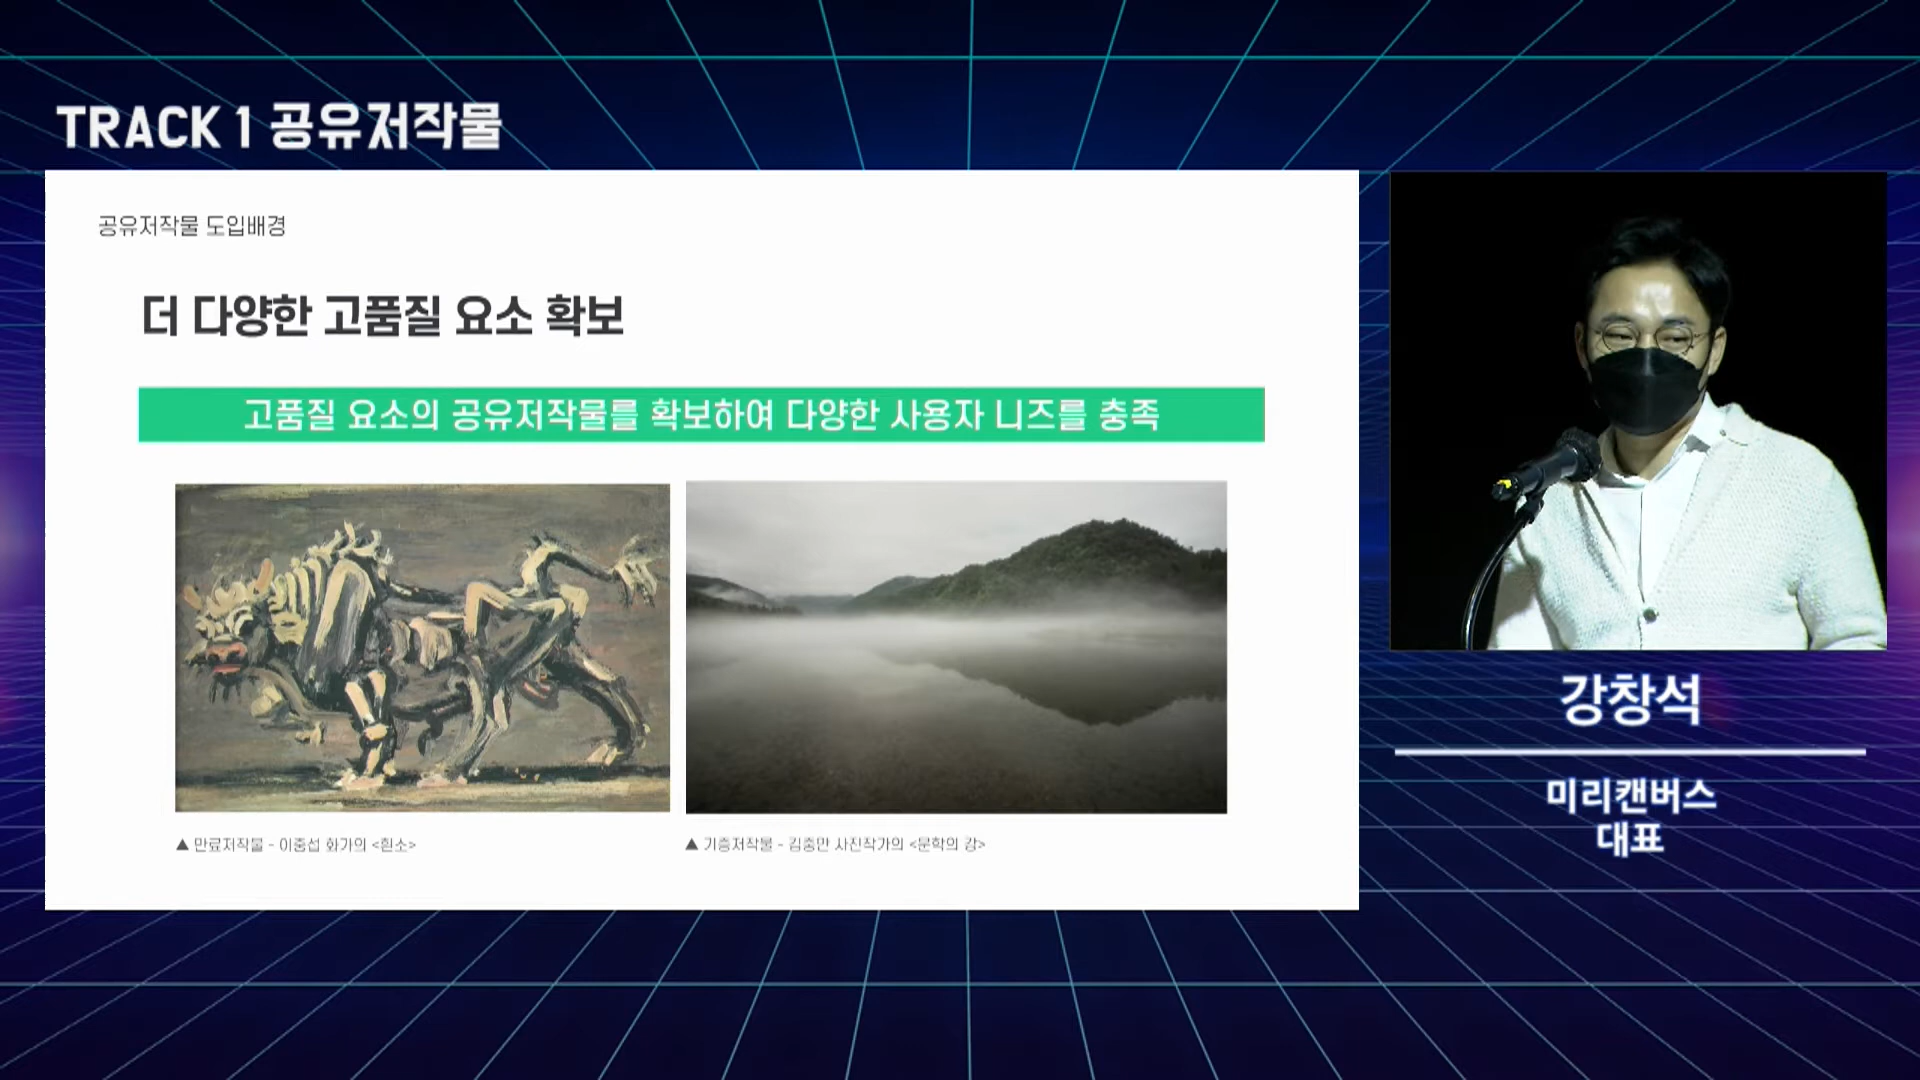 TRACK 1 공유저작물
공유저작물 도입배경
더 다양한 고품질 요소 확보
고품질 요소의 공유저작물을 확보하여 다양한 사용자 니즈를 충족
▲ 만료저작물 - 이중섭 화가의 <흰소>
▲ 기증저작물 - 김중만 사진작가의 <문학의 강>
강창석
미리캔버스
대표